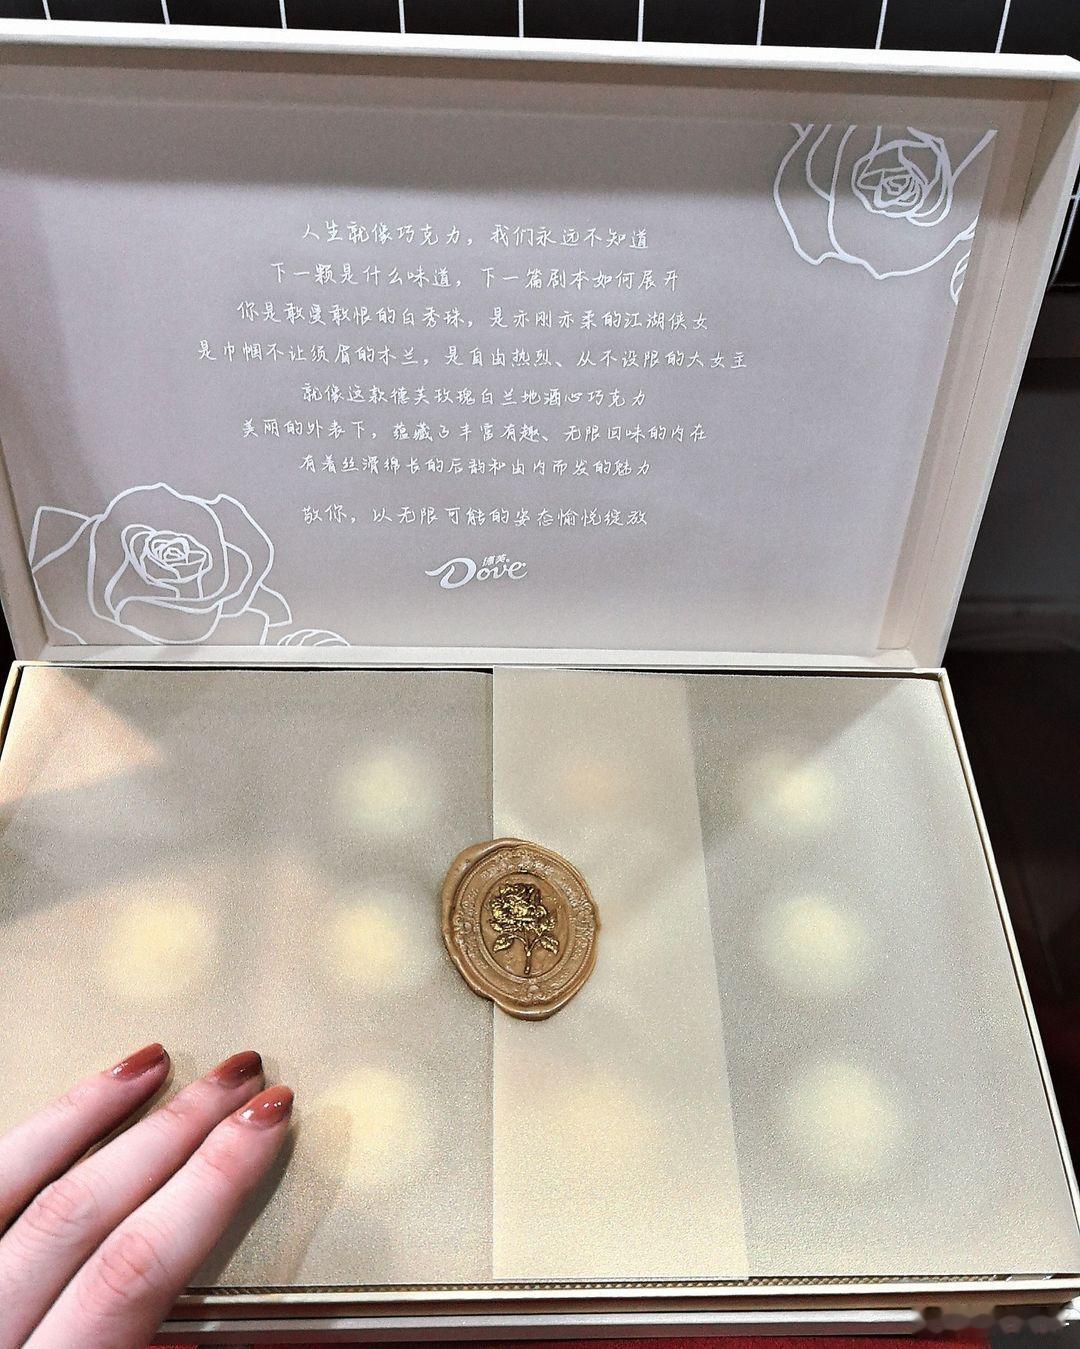 人生就像巧克力，我们永远不知道
下一颗是什么味道，下一篇剧本如何展开
你是敢爱敢恨的白秀珠，是亦刚亦柔的江湖侠女
是巾帼不让须眉的木兰，是自由热烈、从不设限的大女主
就像这款德芙玫瑰白兰地酒心巧克力
美丽的外表下，蕴藏了丰富有趣、无限回味的内在
有着丝滑绵长的后韵和由内而发的魅力
敬你，以无限可能的姿态愉悦绽放
德芙
Dove